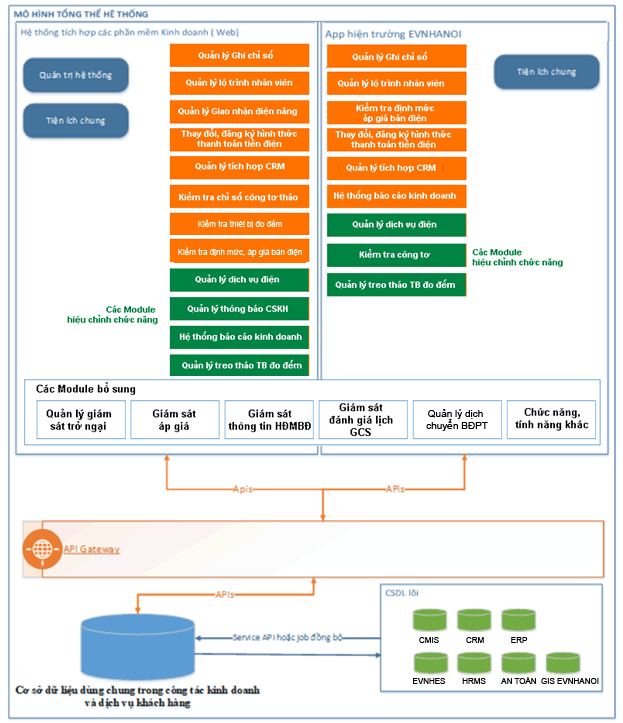 MÔ HÌNH TỔNG THỂ HỆ THỐNG
Hệ thống tích hợp các phần mềm Kinh doanh ( Web)
Quản trị hệ thống
Tiện ích chung
Quản lý Ghi chỉ số
Quản lý lộ trình nhân viên
Quản lý Giao nhận điện năng
Thay đổi, đăng ký hình thức
thanh toán tiền điện
Quản lý tích hợp CRM
Kiểm tra chỉ số công tơ tháo
Kiểm tra thiết bị đo đếm
Kiểm tra định mức, áp giá bán điện
Quản lý dịch vụ điện
Quản lý thông báo CSKH
Hệ thống báo cáo kinh doanh
Quản lý treo tháo TB đo đếm
Các Module
hiệu chỉnh chức năng
App hiện trường EVNHANOI
Tiện ích chung
Quản lý Ghi chỉ số
Quản lý lộ trình nhân viên
Kiểm tra định mức
áp giá bán điện
Thay đổi, đăng ký hình thức
thanh toán tiền điện
Quản lý tích hợp CRM
Hệ thống báo cáo kinh doanh
Quản lý dịch vụ điện
Kiểm tra công tơ
Quản lý treo tháo TB đo đếm
Các Module
hiệu chỉnh chức năng
Các Module bổ sung
Quản lý giám
sát trở ngại
Giám sát
áp giá
Giám sát
thông tin HĐMBĐ
Giám sát
đánh giá lịch
GCS
Quản lý dịch
chuyển BĐPT
Chức năng,
tính năng khác
Apis
APIs
API Gateway
APIs
Service API hoặc job đồng bộ
Cơ sở dữ liệu dùng chung trong công tác kinh doanh
và dịch vụ khách hàng
CSDL lõi
CMIS
CRM
ERP
EVNHES
HRMS
AN TOÀN
GIS EVNHANOI